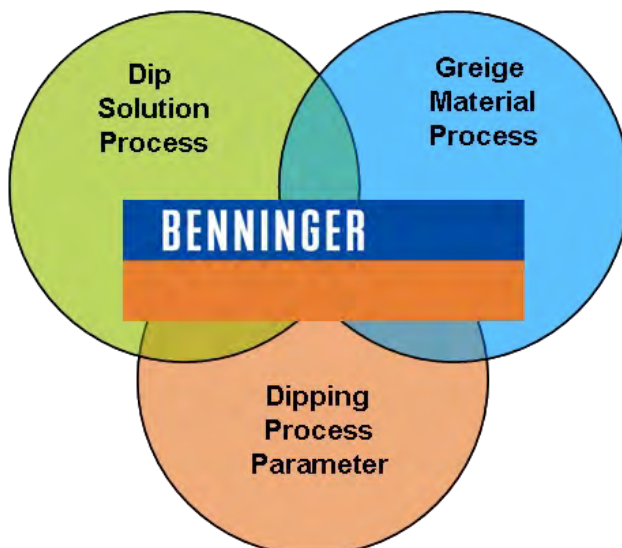 Dip
Solution
Process
Greige
Material
Process
BENNINGER
Dipping
Process
Parameter